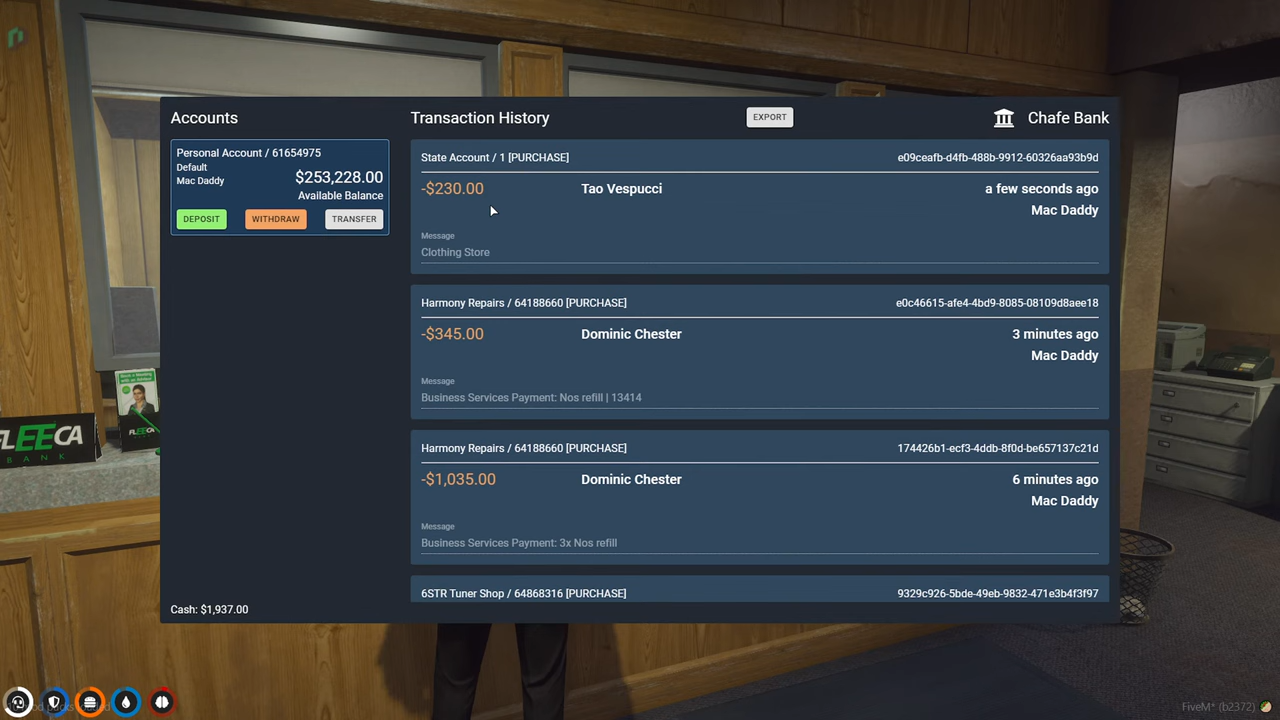 Accounts
Personal Account / 61654975
Default
Mac Daddy
$253,228.00
Available Balance
DEPOSIT
WITHDRAW
TRANSFER
Cash: $1,937.00
Transaction History
EXPORT
Chafe Bank
State Account / 1 [PURCHASE]
e09ceafb-d4fb-488b-9912-60326aa93b9d
-$230.00
Tao Vespucci
a few seconds ago
Mac Daddy
Message
Clothing Store
Harmony Repairs / 64188660 [PURCHASE]
e0c46615-afe4-4bd9-8085-08109d8aee18
-$345.00
Dominic Chester
3 minutes ago
Mac Daddy
Message
Business Services Payment: Nos refill | 13414
Harmony Repairs / 64188660 [PURCHASE]
174426b1-ecf3-4ddb-8f0d-be657137c21d
-$1,035.00
Dominic Chester
6 minutes ago
Mac Daddy
Message
Business Services Payment: 3x Nos refill
6STR Tuner Shop / 64868316 [PURCHASE]
9329c926-5bde-49eb-9832-471e3b4f3f97
FLEECA
BANK
FiveM* (b2372)